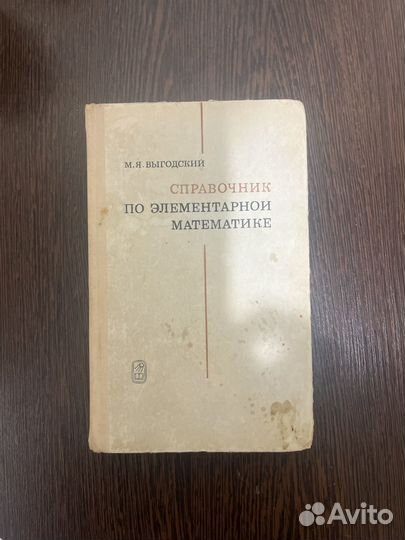 М.Я. ВЫГОДСКИЙ
СПРАВОЧНИК
ПО ЭЛЕМЕНТАРНОЙ
МАТЕМАТИКЕ
Avito